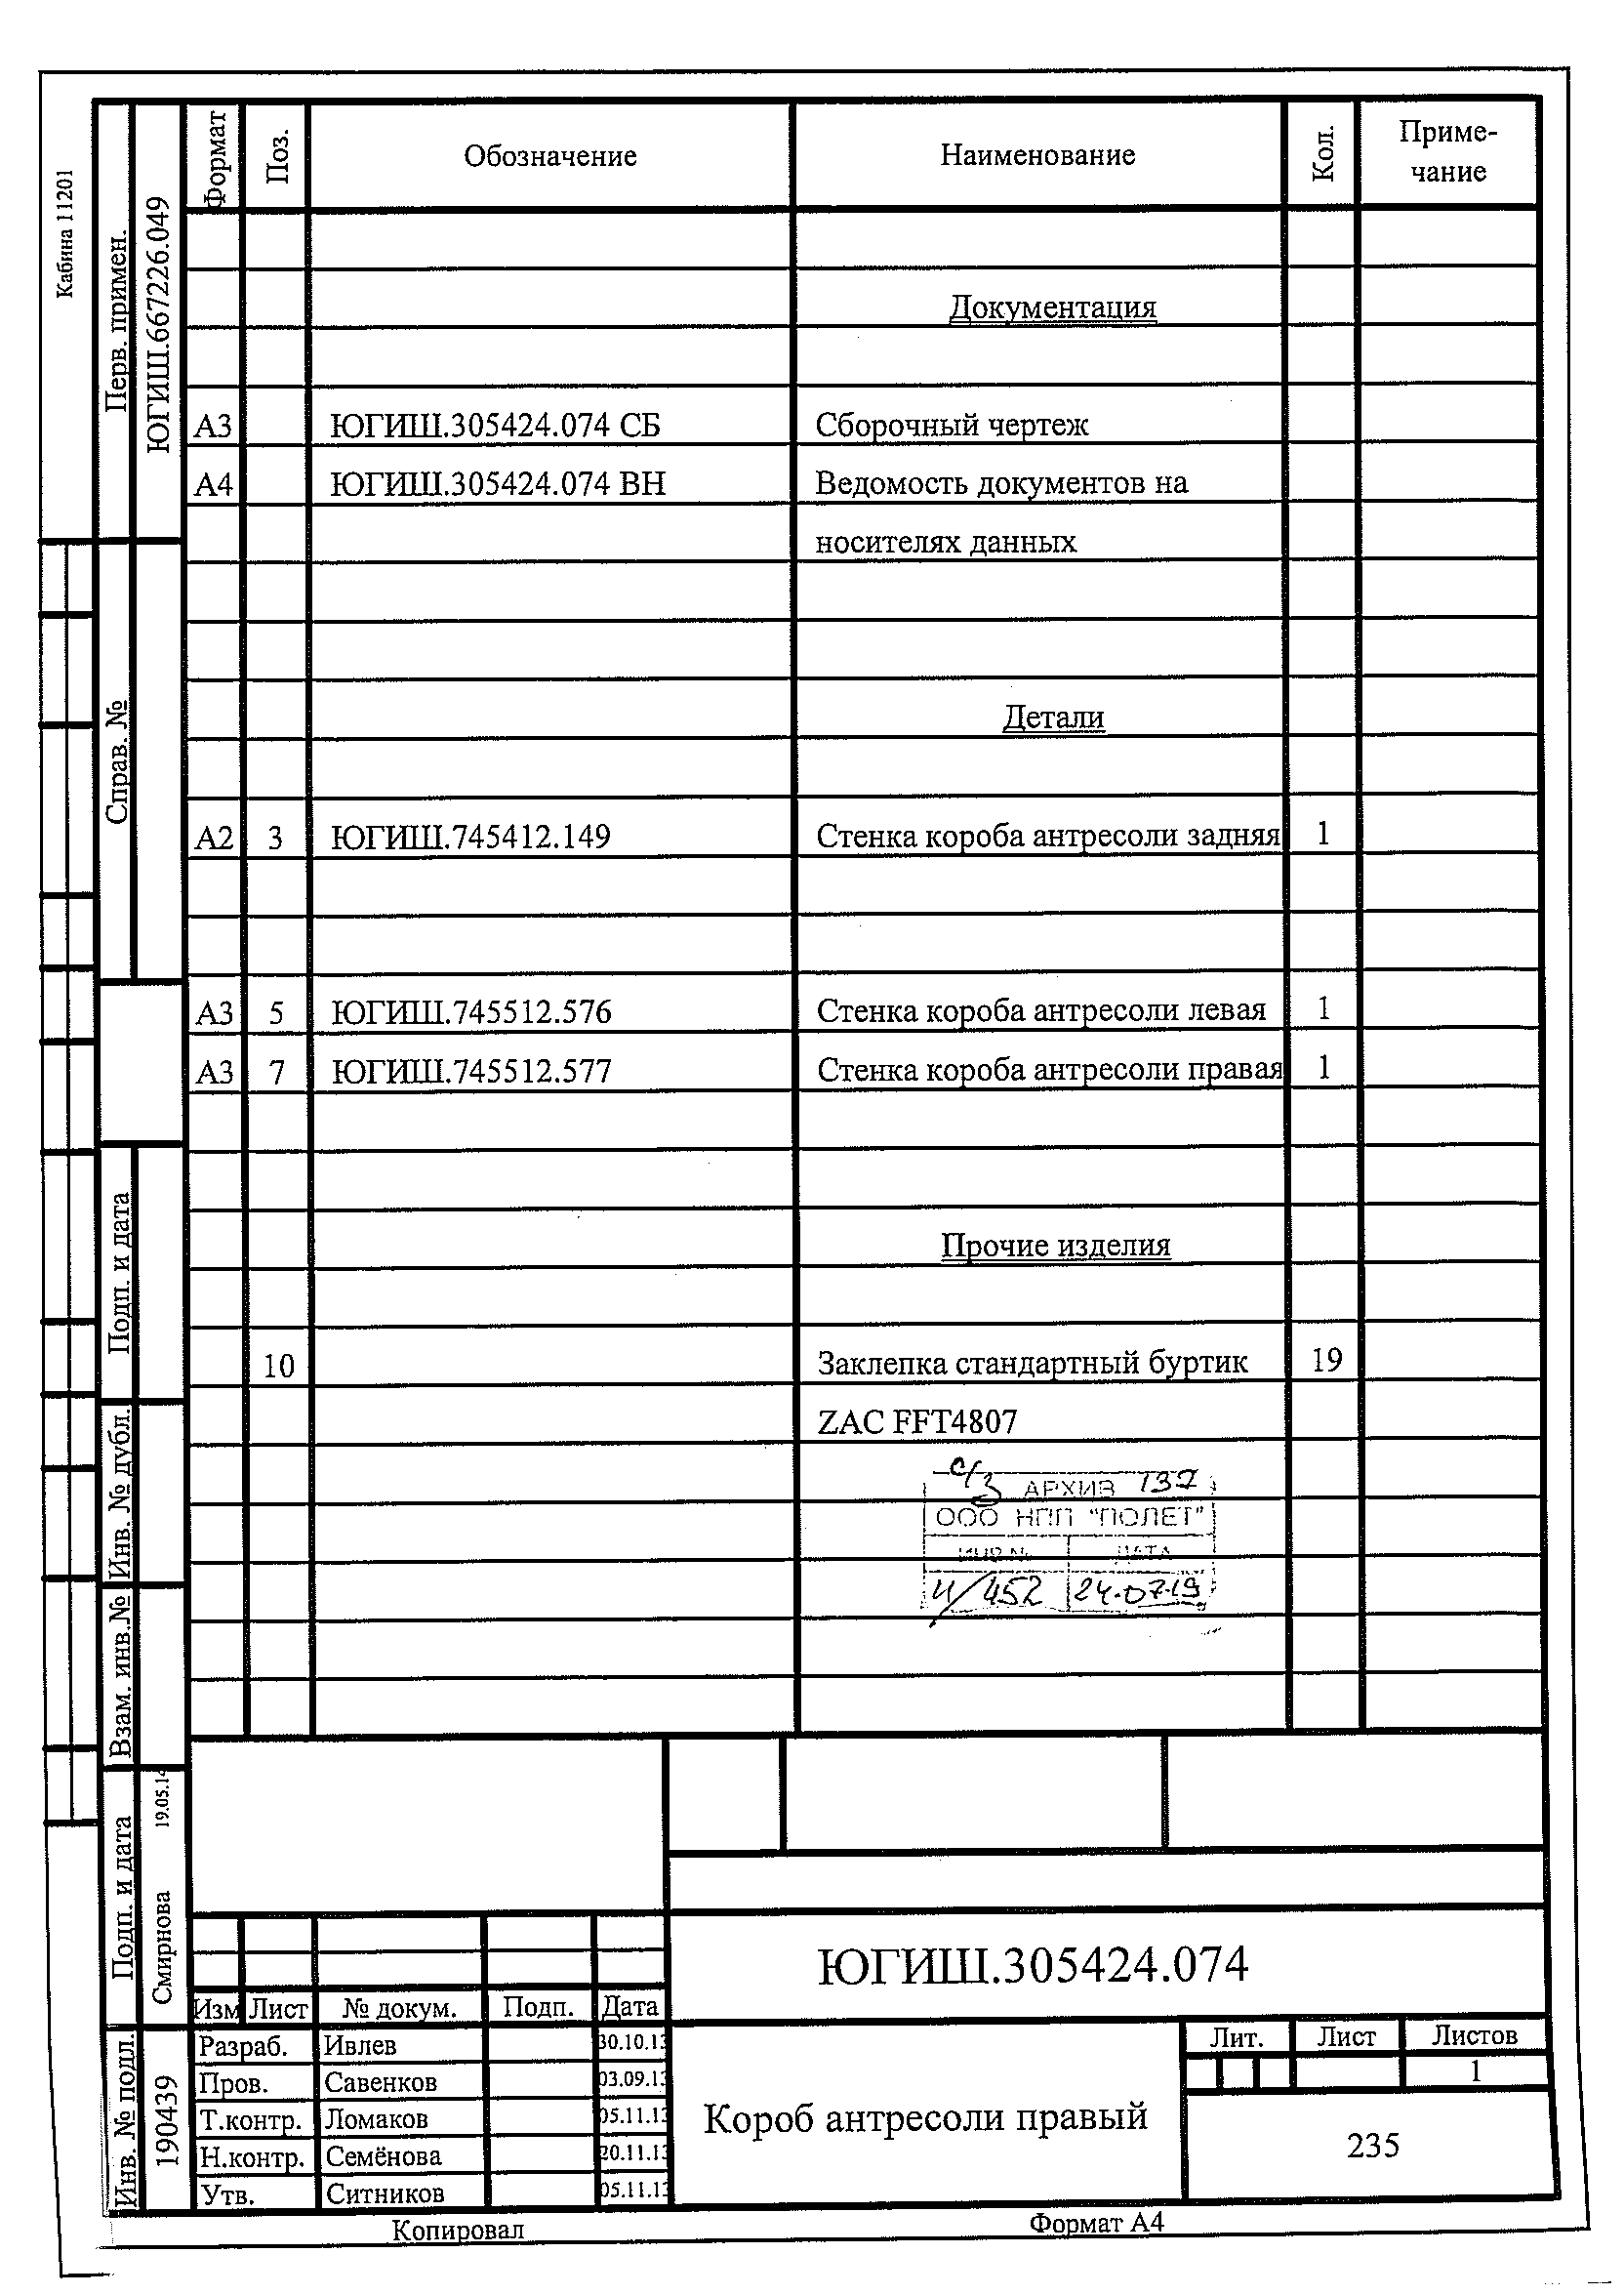 Кабина 11201
Перв. примен.
ЮГИШ.667226.049
Справ. №
Подп. и дата
Инв. № дубл.
Взам. инв.№
Подп. и дата
Смирнова 19.05.14
Инв. № подл.
190439
Формат Поз. Обозначение Наименование Кол. Приме-
чание
Документация
А3 ЮГИШ.305424.074 СБ Сборочный чертеж
А4 ЮГИШ.305424.074 ВН Ведомость документов на
носителях данных
Детали
А2 3 ЮГИШ.745412.149 Стенка короба антресоли задняя 1
А3 5 ЮГИШ.745512.576 Стенка короба антресоли левая 1
А3 7 ЮГИШ.745512.577 Стенка короба антресоли правая 1
Прочие изделия
10 Заклепка стандартный буртик 19
ZAC FFT4807
с/з АРХИВ 137
ООО НПП "ПОЛЕТ"
ИНВ.№ ДАТА
И/452 24.07.19
ЮГИШ.305424.074
Изм Лист № докум. Подп. Дата
Разраб. Ивлев 30.10.13
Пров. Савенков 03.09.13
Т.контр. Ломаков 05.11.13
Н.контр. Семёнова 20.11.13
Утв. Ситников 05.11.13
Короб антресоли правый
Лит. Лист Листов
1
235
Копировал Формат А4